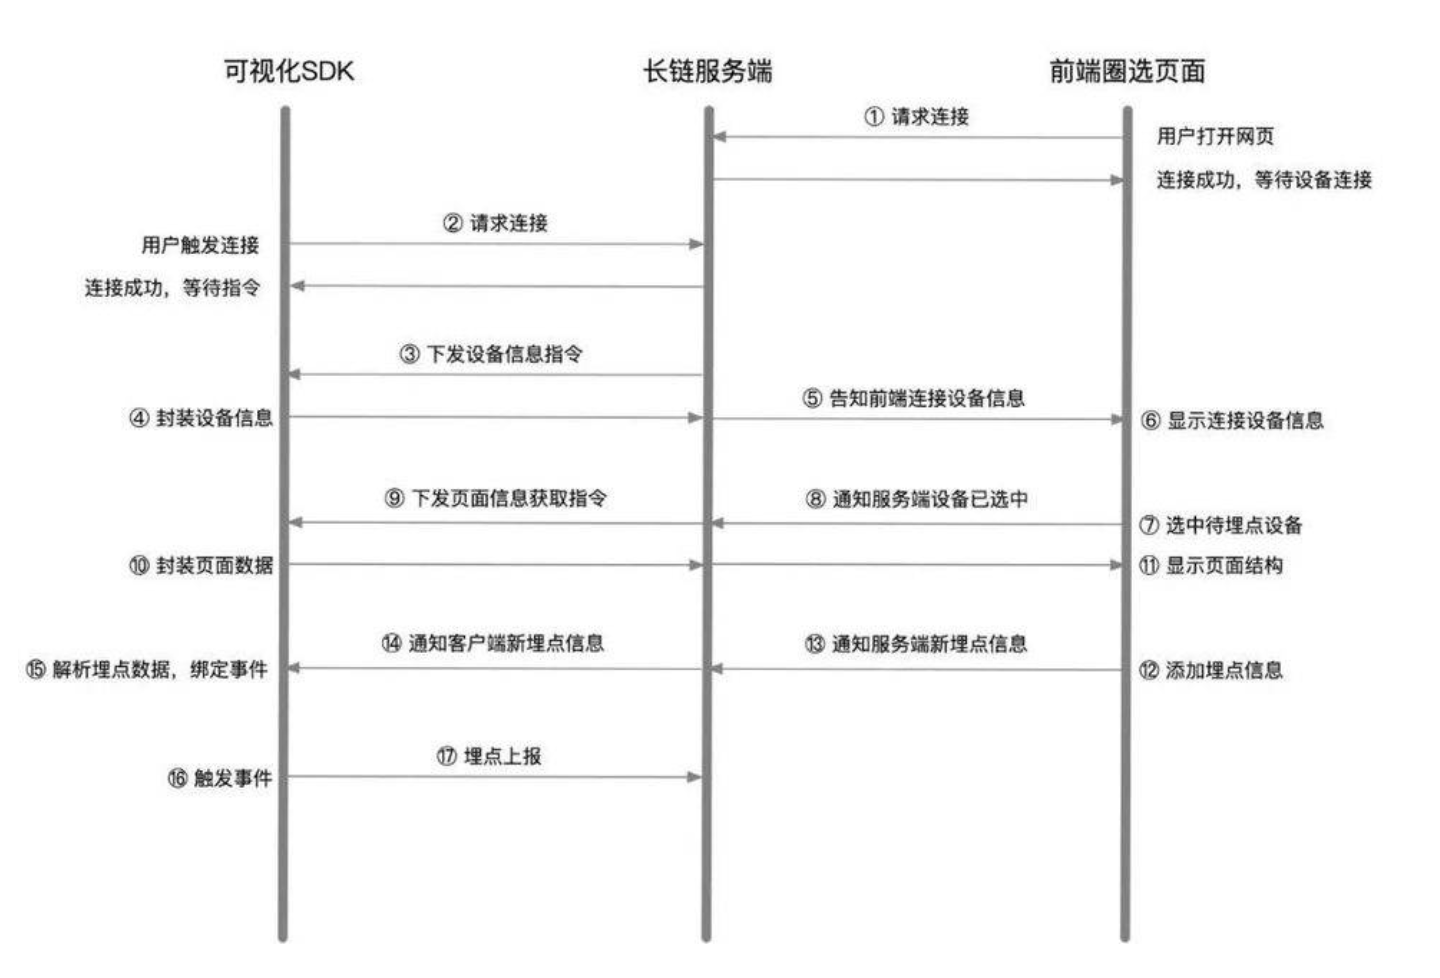 可视化SDK
长链服务端
前端圈选页面
① 请求连接
用户打开网页
连接成功，等待设备连接
② 请求连接
用户触发连接
连接成功，等待指令
③ 下发设备信息指令
④ 封装设备信息
⑤ 告知前端连接设备信息
⑥ 显示连接设备信息
⑨ 下发页面信息获取指令
⑧ 通知服务端设备已选中
⑦ 选中待埋点设备
⑩ 封装页面数据
⑪ 显示页面结构
⑭ 通知客户端新埋点信息
⑬ 通知服务端新埋点信息
⑮ 解析埋点数据，绑定事件
⑫ 添加埋点信息
⑰ 埋点上报
⑯ 触发事件